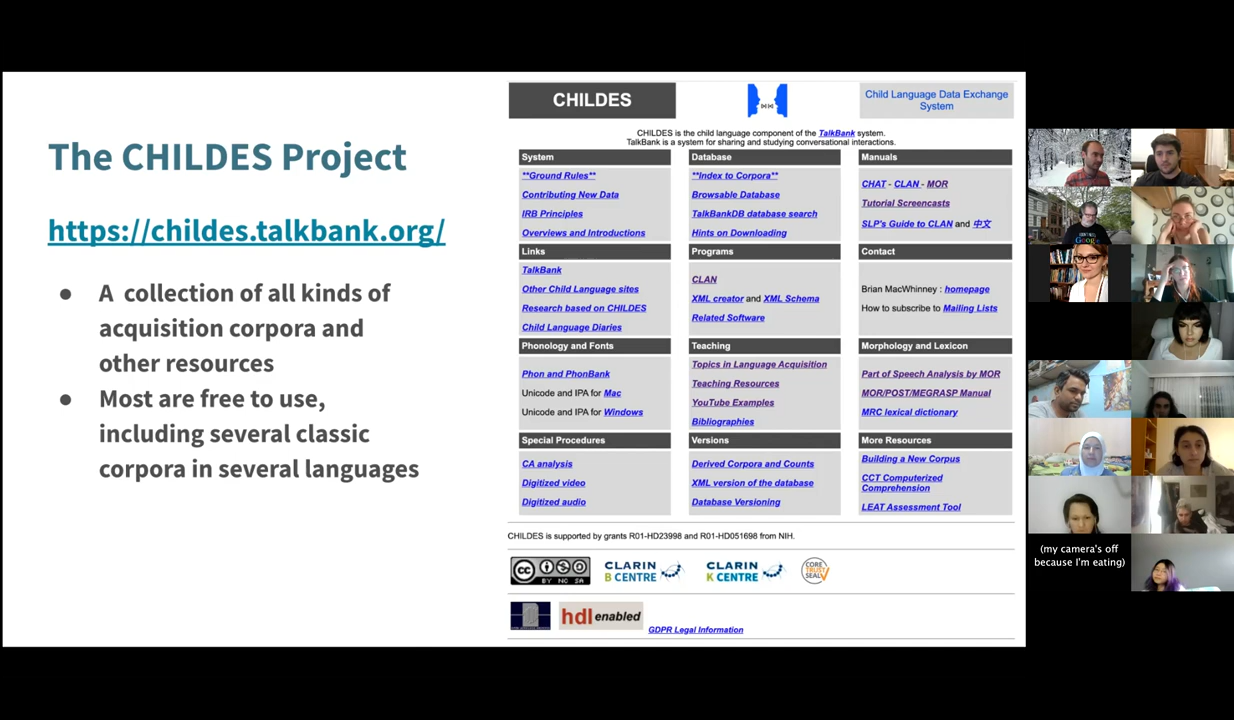 The CHILDES Project
https://childes.talkbank.org/
● A collection of all kinds of
acquisition corpora and
other resources
● Most are free to use,
including several classic
corpora in several languages
CHILDES
Child Language Data Exchange
System
CHILDES is the child language component of the TalkBank system.
TalkBank is a system for sharing and studying conversational interactions.
System
**Ground Rules**
Contributing New Data
IRB Principles
Overviews and Introductions
Database
**Index to Corpora**
Browsable Database
TalkBankDB database search
Hints on Downloading
Manuals
CHAT - CLAN - MOR
Tutorial Screencasts
SLP's Guide to CLAN and 中文
Links
TalkBank
Other Child Language sites
Research based on CHILDES
Child Language Diaries
Programs
CLAN
XML creator and XML Schema
Related Software
Contact
Brian MacWhinney : homepage
How to subscribe to Mailing Lists
Phonology and Fonts
Phon and PhonBank
Unicode and IPA for Mac
Unicode and IPA for Windows
Teaching
Topics in Language Acquisition
Teaching Resources
YouTube Examples
Bibliographies
Morphology and Lexicon
Part of Speech Analysis by MOR
MOR/POST/MEGRASP Manual
MRC lexical dictionary
Special Procedures
CA analysis
Digitized video
Digitized audio
Versions
Derived Corpora and Counts
XML version of the database
Database Versioning
More Resources
Building a New Corpus
CCT Computerized
Comprehension
LEAT Assessment Tool
CHILDES is supported by grants R01-HD23998 and R01-HD051698 from NIH.
cc
BY NC SA
CLARIN
B CENTRE
CLARIN
K CENTRE
CORE
TRUST
SEAL
hdl enabled
GDPR Legal Information
Google
(my camera's off
because I'm eating)